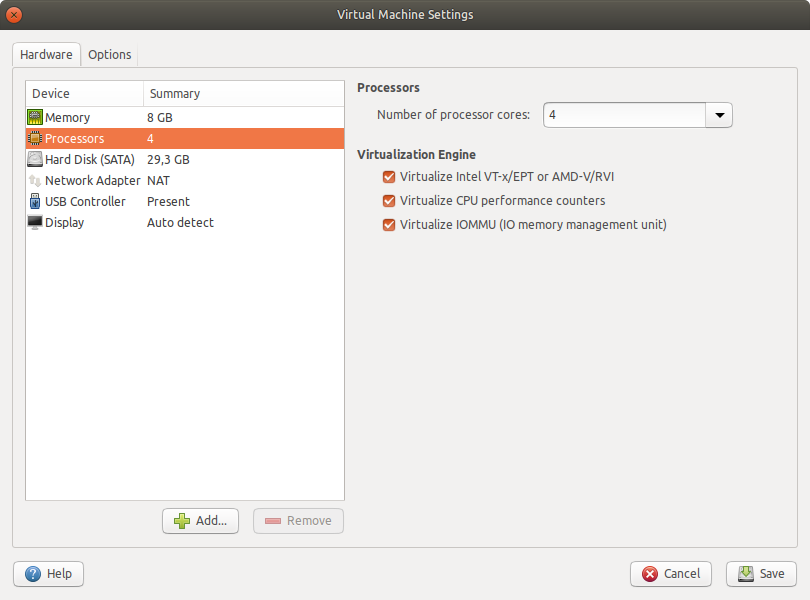 Virtual Machine Settings
Hardware Options
Device Summary
Memory 8 GB
Processors 4
Hard Disk (SATA) 29,3 GB
Network Adapter NAT
USB Controller Present
Display Auto detect
Add... Remove
Processors
Number of processor cores: 4
Virtualization Engine
Virtualize Intel VT-x/EPT or AMD-V/RVI
Virtualize CPU performance counters
Virtualize IOMMU (IO memory management unit)
Help Cancel Save